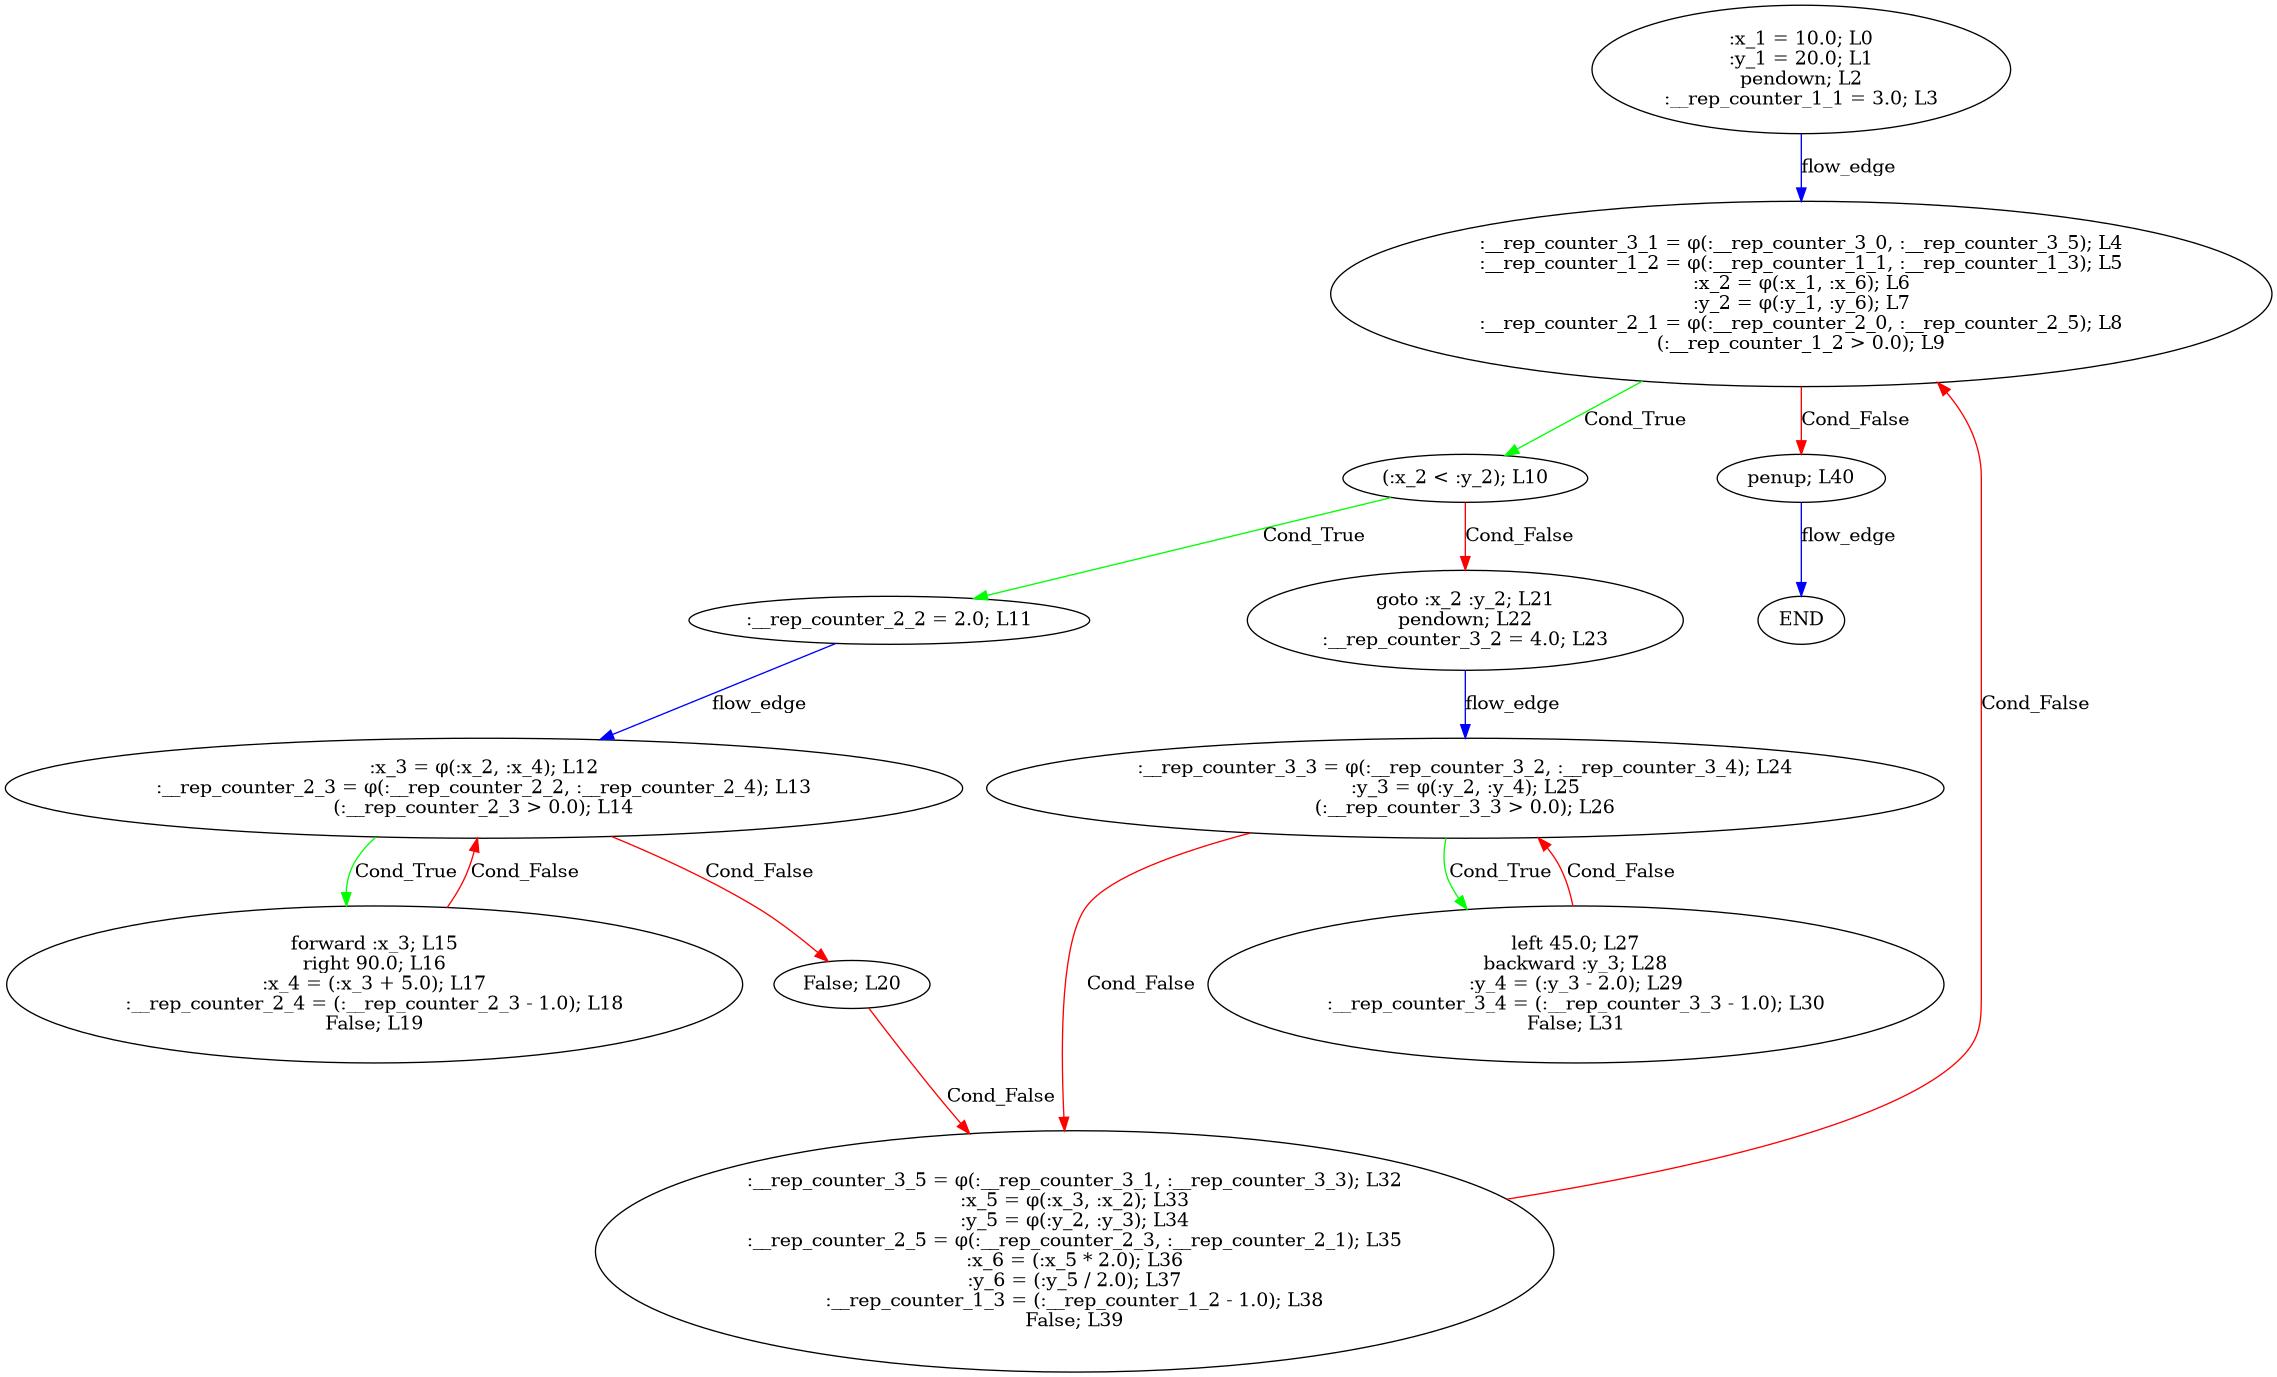 :x_1 = 10.0; L0
:y_1 = 20.0; L1
pendown; L2
:__rep_counter_1_1 = 3.0; L3
flow_edge
:__rep_counter_3_1 = φ(:__rep_counter_3_0, :__rep_counter_3_5); L4
:__rep_counter_1_2 = φ(:__rep_counter_1_1, :__rep_counter_1_3); L5
:x_2 = φ(:x_1, :x_6); L6
:y_2 = φ(:y_1, :y_6); L7
:__rep_counter_2_1 = φ(:__rep_counter_2_0, :__rep_counter_2_5); L8
(:__rep_counter_1_2 > 0.0); L9
Cond_True
Cond_False
(:x_2 < :y_2); L10
penup; L40
Cond_True
Cond_False
flow_edge
:__rep_counter_2_2 = 2.0; L11
goto :x_2 :y_2; L21
pendown; L22
:__rep_counter_3_2 = 4.0; L23
END
flow_edge
flow_edge
Cond_False
:x_3 = φ(:x_2, :x_4); L12
:__rep_counter_2_3 = φ(:__rep_counter_2_2, :__rep_counter_2_4); L13
(:__rep_counter_2_3 > 0.0); L14
:__rep_counter_3_3 = φ(:__rep_counter_3_2, :__rep_counter_3_4); L24
:y_3 = φ(:y_2, :y_4); L25
(:__rep_counter_3_3 > 0.0); L26
Cond_True
Cond_False
Cond_False
Cond_True
Cond_False
forward :x_3; L15
right 90.0; L16
:x_4 = (:x_3 + 5.0); L17
:__rep_counter_2_4 = (:__rep_counter_2_3 - 1.0); L18
False; L19
False; L20
Cond_False
left 45.0; L27
backward :y_3; L28
:y_4 = (:y_3 - 2.0); L29
:__rep_counter_3_4 = (:__rep_counter_3_3 - 1.0); L30
False; L31
Cond_False
:__rep_counter_3_5 = φ(:__rep_counter_3_1, :__rep_counter_3_3); L32
:x_5 = φ(:x_3, :x_2); L33
:y_5 = φ(:y_2, :y_3); L34
:__rep_counter_2_5 = φ(:__rep_counter_2_3, :__rep_counter_2_1); L35
:x_6 = (:x_5 * 2.0); L36
:y_6 = (:y_5 / 2.0); L37
:__rep_counter_1_3 = (:__rep_counter_1_2 - 1.0); L38
False; L39